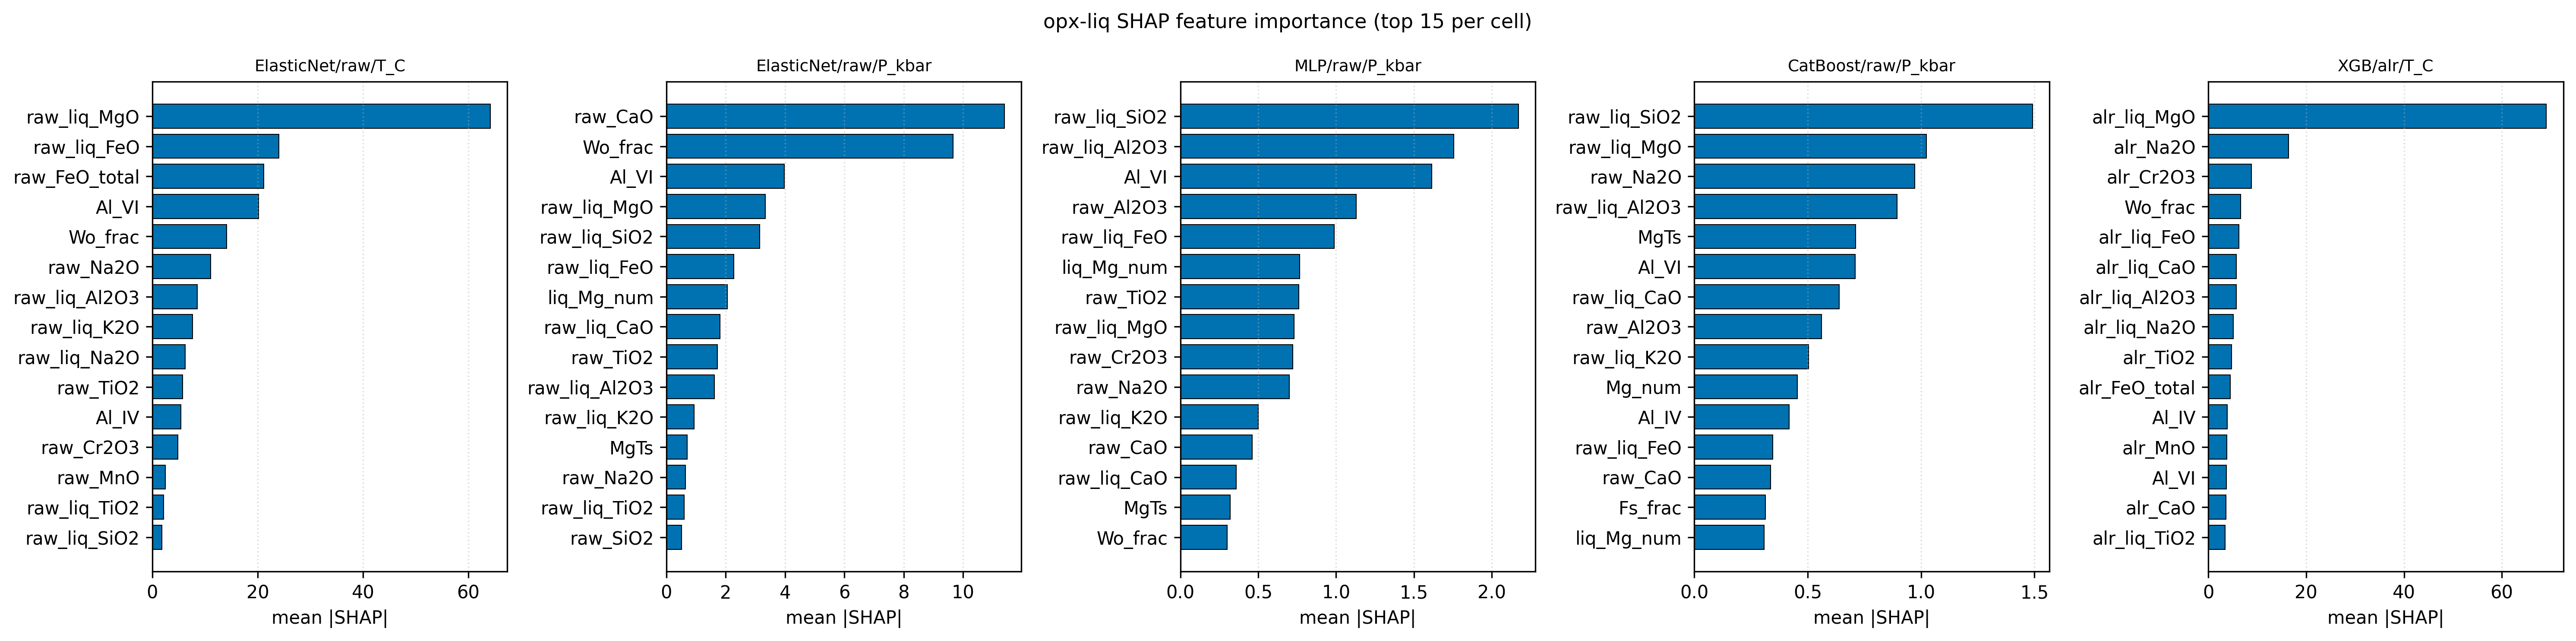 opx-liq SHAP feature importance (top 15 per cell)
ElasticNet/raw/T_C
raw_liq_MgO
raw_liq_FeO
raw_FeO_total
Al_VI
Wo_frac
raw_Na2O
raw_liq_Al2O3
raw_liq_K2O
raw_liq_Na2O
raw_TiO2
Al_IV
raw_Cr2O3
raw_MnO
raw_liq_TiO2
raw_liq_SiO2
0 20 40 60
mean |SHAP|
ElasticNet/raw/P_kbar
raw_CaO
Wo_frac
Al_VI
raw_liq_MgO
raw_liq_SiO2
raw_liq_FeO
liq_Mg_num
raw_liq_CaO
raw_TiO2
raw_liq_Al2O3
raw_liq_K2O
MgTs
raw_Na2O
raw_liq_TiO2
raw_SiO2
0 2 4 6 8 10
mean |SHAP|
MLP/raw/P_kbar
raw_liq_SiO2
raw_liq_Al2O3
Al_VI
raw_Al2O3
raw_liq_FeO
liq_Mg_num
raw_TiO2
raw_liq_MgO
raw_Cr2O3
raw_Na2O
raw_liq_K2O
raw_CaO
raw_liq_CaO
MgTs
Wo_frac
0.0 0.5 1.0 1.5 2.0
mean |SHAP|
CatBoost/raw/P_kbar
raw_liq_SiO2
raw_liq_MgO
raw_Na2O
raw_liq_Al2O3
MgTs
Al_VI
raw_liq_CaO
raw_Al2O3
raw_liq_K2O
Mg_num
Al_IV
raw_liq_FeO
raw_CaO
Fs_frac
liq_Mg_num
0.0 0.5 1.0 1.5
mean |SHAP|
XGB/alr/T_C
alr_liq_MgO
alr_Na2O
alr_Cr2O3
Wo_frac
alr_liq_FeO
alr_liq_CaO
alr_liq_Al2O3
alr_liq_Na2O
alr_TiO2
alr_FeO_total
Al_IV
alr_MnO
Al_VI
alr_CaO
alr_liq_TiO2
0 20 40 60
mean |SHAP|